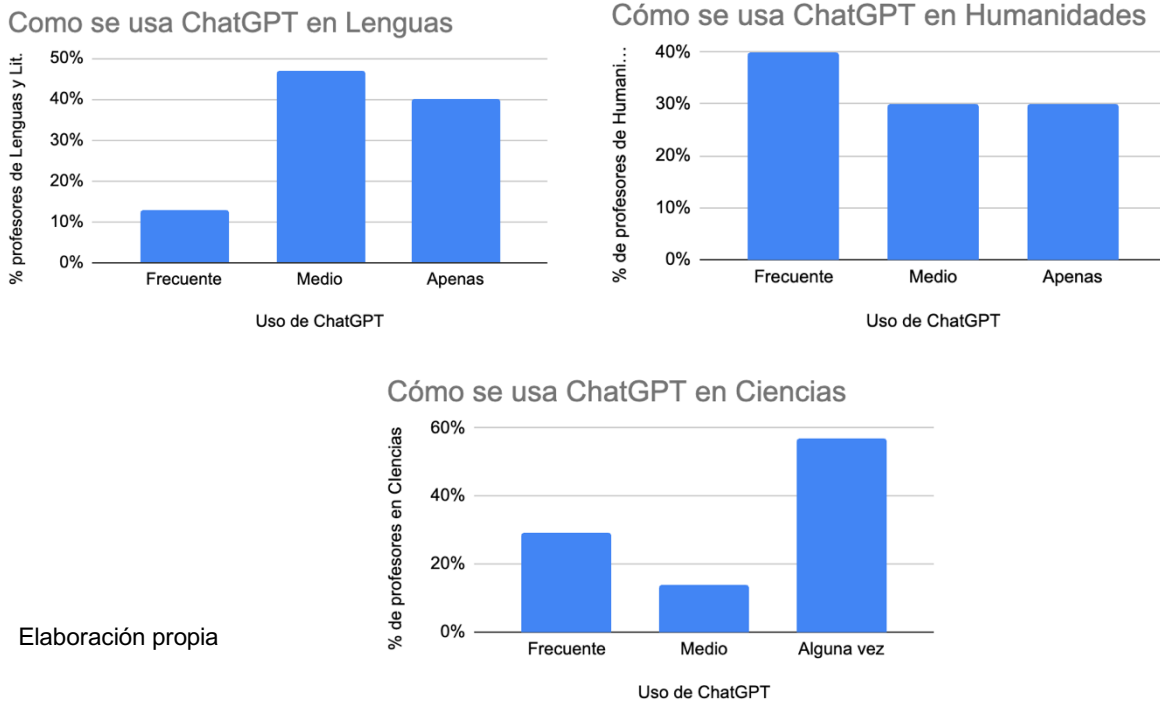 Como se usa ChatGPT en Lenguas
% profesores de Lenguas y Lit.
50%
40%
30%
20%
10%
0%
Frecuente Medio Apenas
Uso de ChatGPT
Cómo se usa ChatGPT en Humanidades
% de profesores de Humani…
40%
30%
20%
10%
0%
Frecuente Medio Apenas
Uso de ChatGPT
Cómo se usa ChatGPT en Ciencias
% de profesores en CIencias
60%
40%
20%
0%
Frecuente Medio Alguna vez
Uso de ChatGPT
Elaboración propia